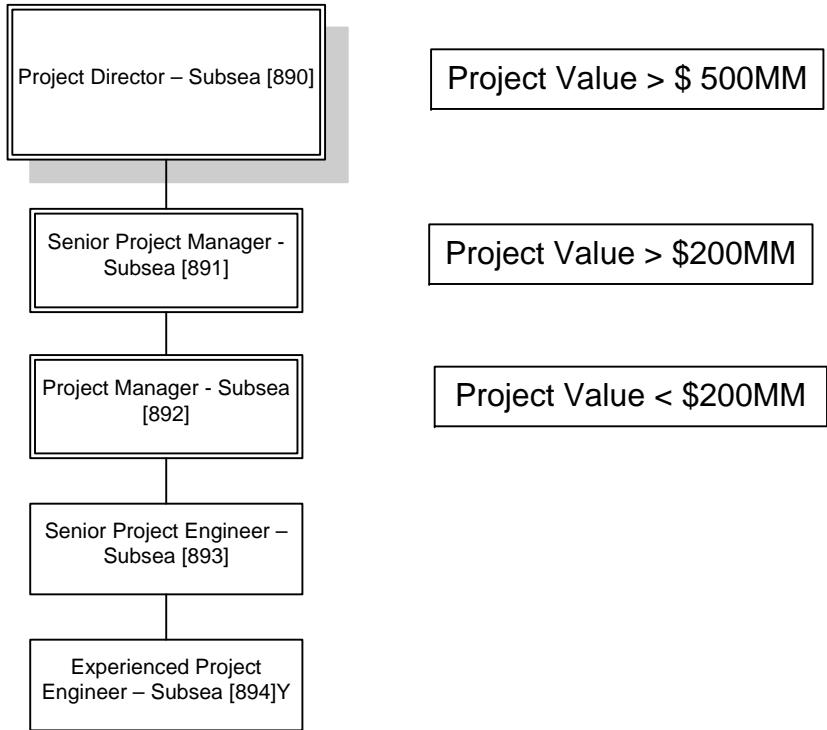 Project Director – Subsea [890]
Project Value > $ 500MM
Senior Project Manager -
Subsea [891]
Project Value > $200MM
Project Manager - Subsea
[892]
Project Value < $200MM
Senior Project Engineer –
Subsea [893]
Experienced Project
Engineer – Subsea [894]Y